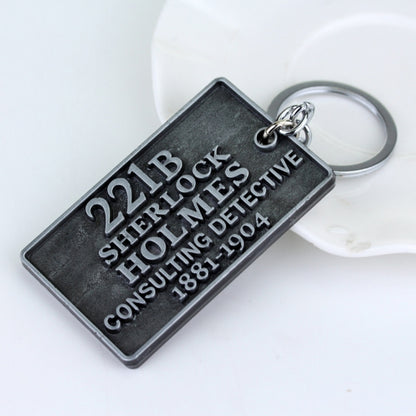 221B
SHERLOCK
HOLMES
CONSULTING DETECTIVE
1881-1904